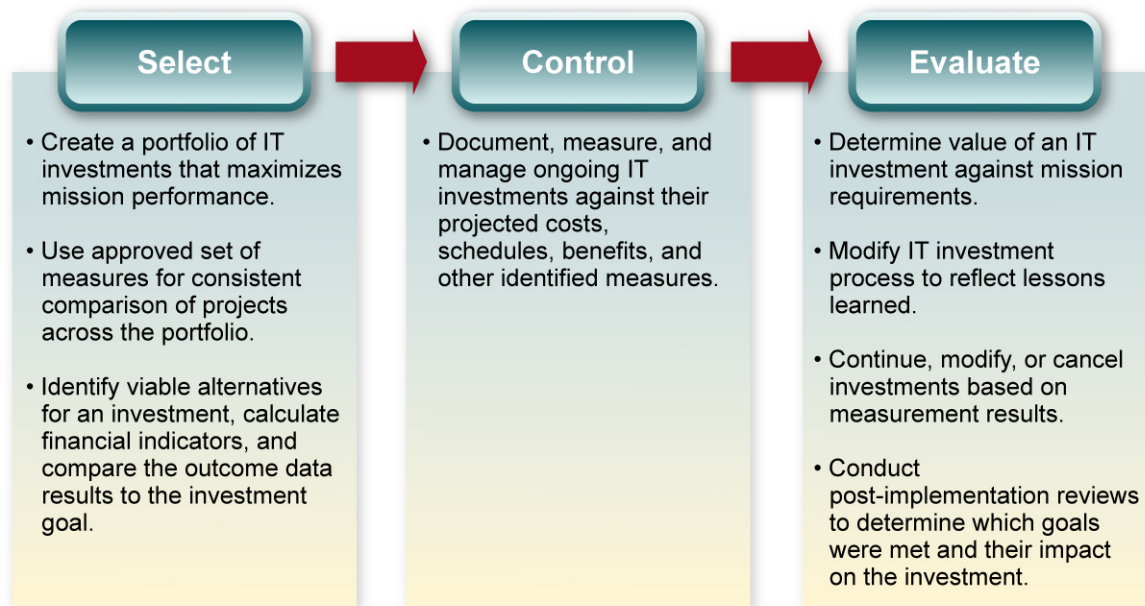 Select
• Create a portfolio of IT
investments that maximizes
mission performance.
• Use approved set of
measures for consistent
comparison of projects
across the portfolio.
• Identify viable alternatives
for an investment, calculate
financial indicators, and
compare the outcome data
results to the investment
goal.
Control
• Document, measure, and
manage ongoing IT
investments against their
projected costs,
schedules, benefits, and
other identified measures.
Evaluate
• Determine value of an IT
investment against mission
requirements.
• Modify IT investment
process to reflect lessons
learned.
• Continue, modify, or cancel
investments based on
measurement results.
• Conduct
post-implementation reviews
to determine which goals
were met and their impact
on the investment.